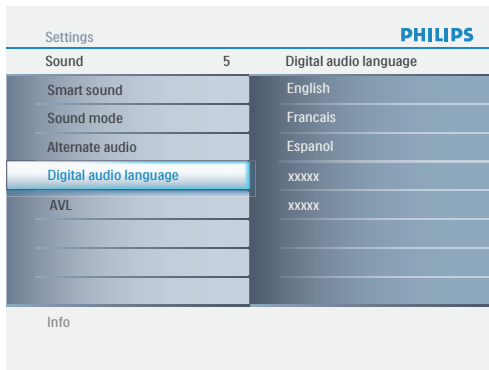 Settings
PHILIPS
Sound 5 Digital audio language
Smart sound English
Sound mode Francais
Alternate audio Espanol
Digital audio language xxxxx
AVL xxxxx
Info